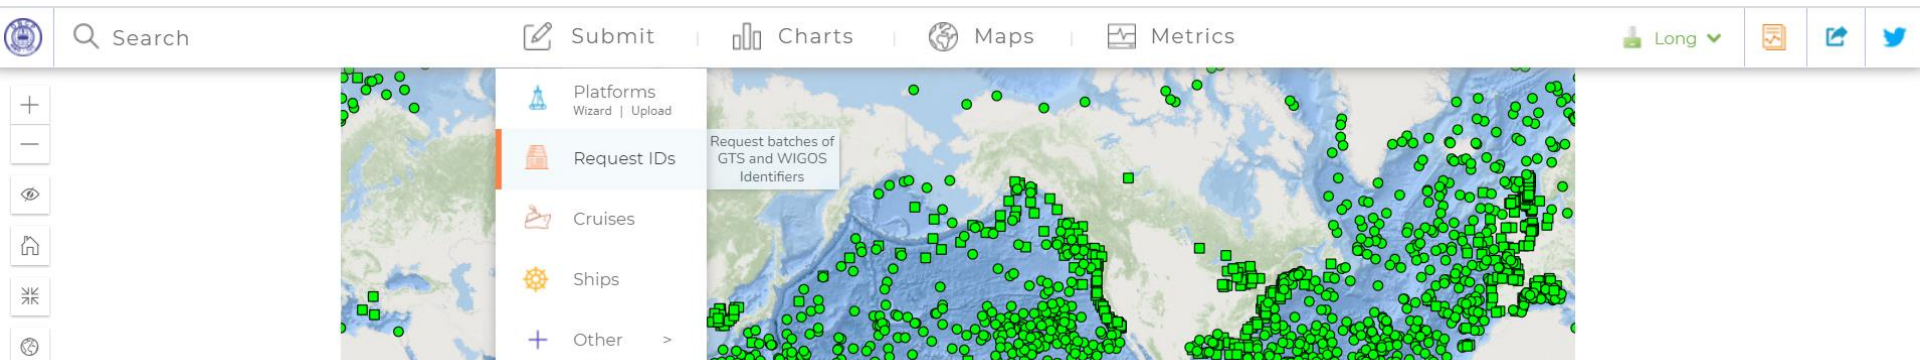 Search
Submit
Charts
Maps
Metrics
Long
Platforms
Wizard | Upload
Request IDs
Request batches of
GTS and WIGOS
Identifiers
Cruises
Ships
Other >